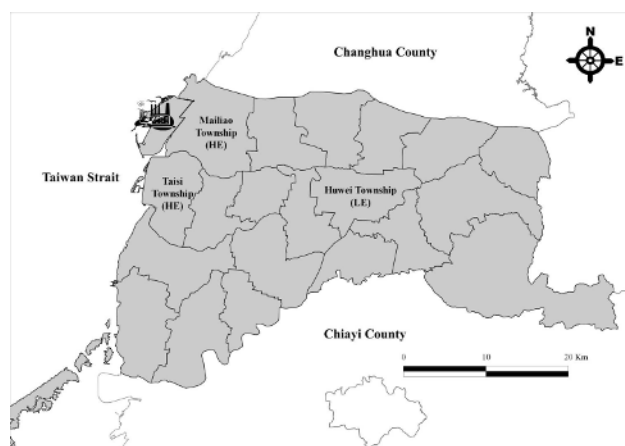 Changhua County
N
E
Mailiao
Township
(HE)
Taiwan Strait
Taisi
Township
(HE)
Huwei Township
(LE)
Chiayi County
0
10
20 Km